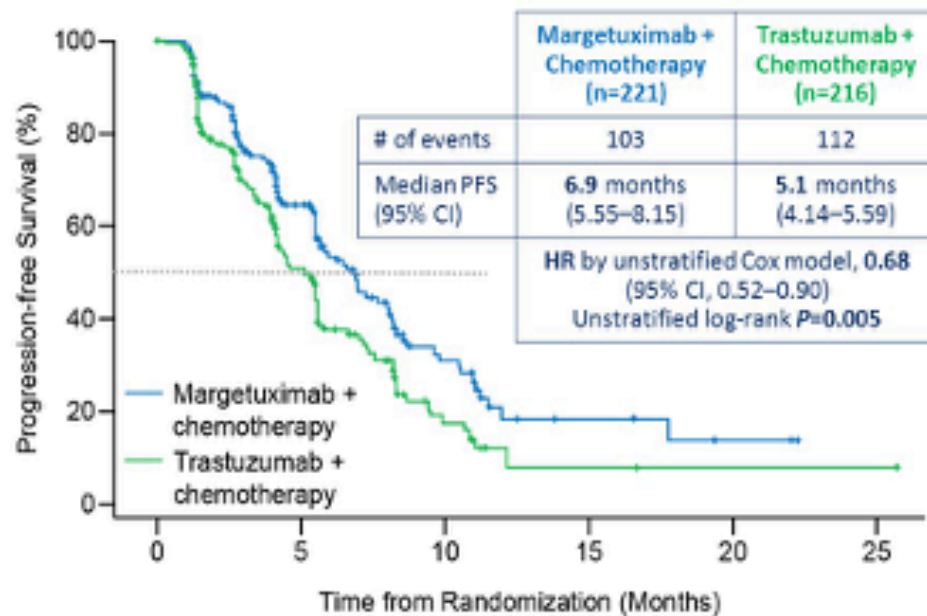 Progression-free Survival (%)
100
80
60
40
20
0
Margetuximab +
Chemotherapy
(n=221)
Trastuzumab +
Chemotherapy
(n=216)
# of events
103
112
Median PFS
(95% CI)
6.9 months
(5.55–8.15)
5.1 months
(4.14–5.59)
HR by unstratified Cox model, 0.68
(95% CI, 0.52–0.90)
Unstratified log-rank P=0.005
Margetuximab +
chemotherapy
Trastuzumab +
chemotherapy
0 5 10 15 20 25
Time from Randomization (Months)